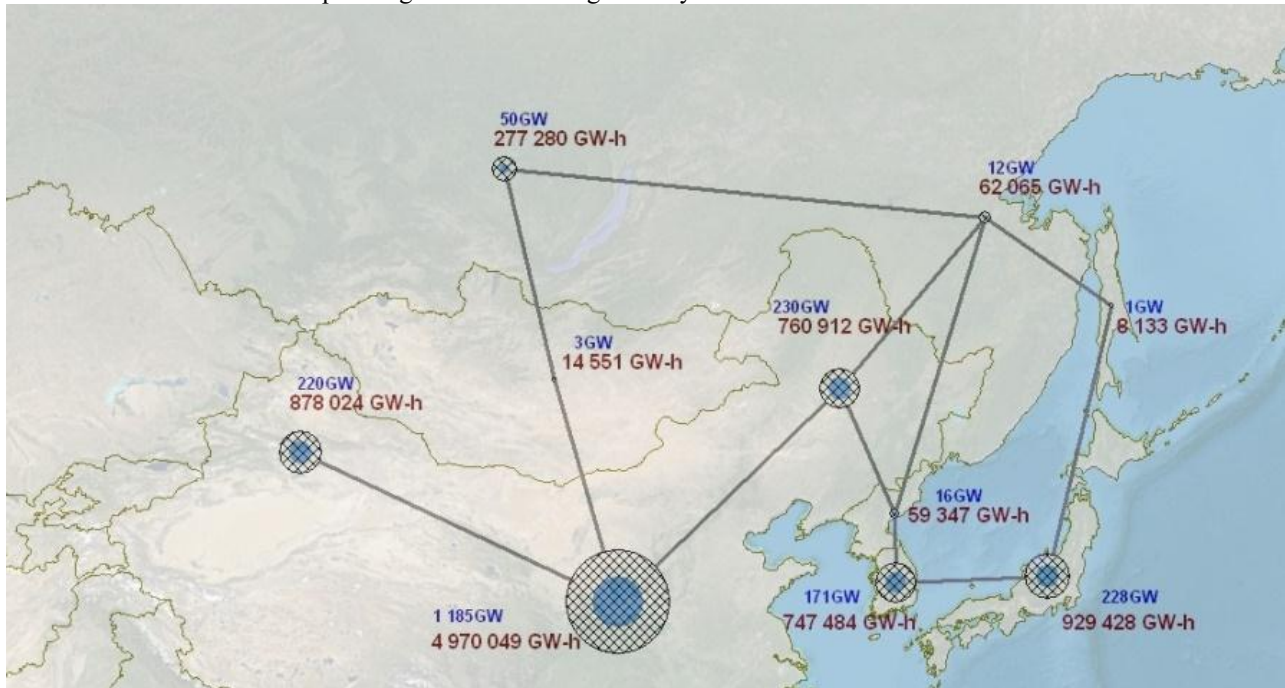 50GW
277 280 GW-h
12GW
62 065 GW-h
230GW
760 912 GW-h
1GW
8 133 GW-h
3GW
14 551 GW-h
220GW
878 024 GW-h
16GW
59 347 GW-h
1 185GW
4 970 049 GW-h
171GW
747 484 GW-h
228GW
929 428 GW-h